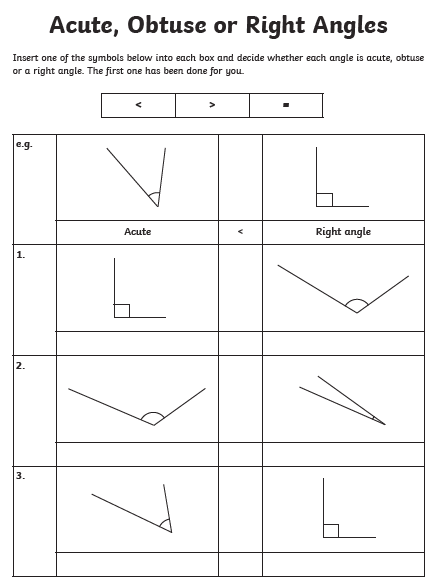 Acute, Obtuse or Right Angles
Insert one of the symbols below into each box and decide whether each angle is acute, obtuse
or a right angle. The first one has been done for you.
< > =
e.g.
Acute < Right angle
1.
2.
3.